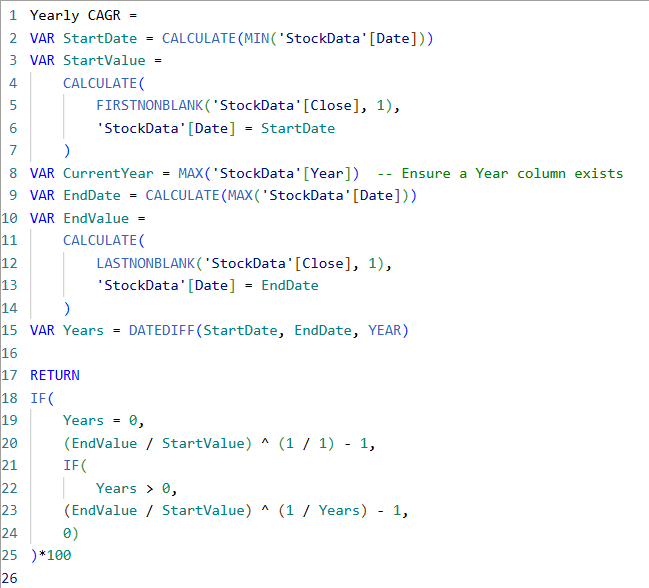 1 Yearly CAGR =
2 VAR StartDate = CALCULATE(MIN('StockData'[Date]))
3 VAR StartValue =
4     CALCULATE(
5         FIRSTNONBLANK('StockData'[Close], 1),
6         'StockData'[Date] = StartDate
7     )
8 VAR CurrentYear = MAX('StockData'[Year])  -- Ensure a Year column exists
9 VAR EndDate = CALCULATE(MAX('StockData'[Date]))
10 VAR EndValue =
11     CALCULATE(
12         LASTNONBLANK('StockData'[Close], 1),
13         'StockData'[Date] = EndDate
14     )
15 VAR Years = DATEDIFF(StartDate, EndDate, YEAR)
16
17 RETURN
18 IF(
19     Years = 0,
20     (EndValue / StartValue) ^ (1 / 1) - 1,
21     IF(
22         Years > 0,
23     (EndValue / StartValue) ^ (1 / Years) - 1,
24     0)
25 )*100
26